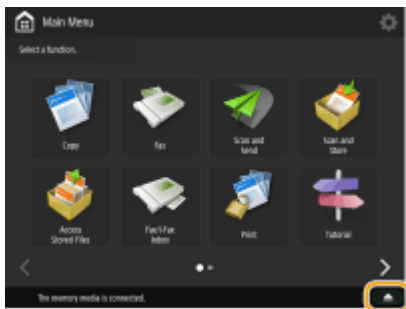 Main Menu
Select a function.
Copy
Fax
Scan and
Send
Scan and
Store
Access
Stored Files
Fax/I-Fax
Inbox
Print
Tutorial
The memory media is connected.